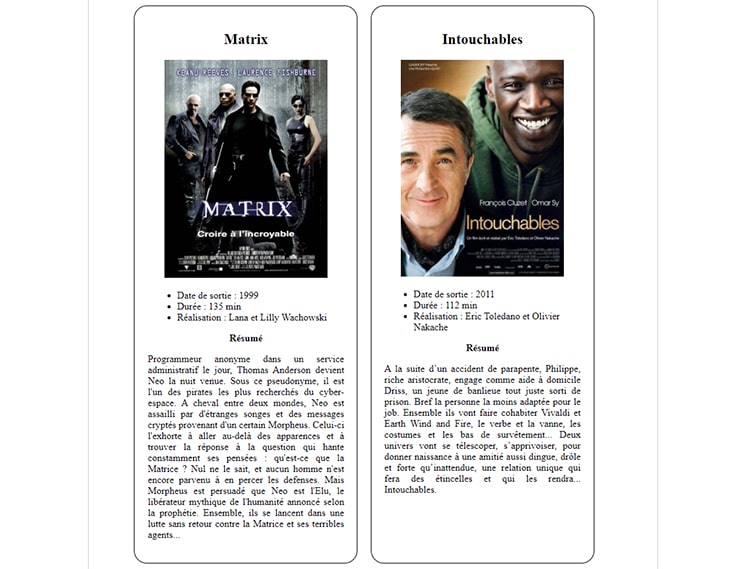 Matrix
KEANU REEVES LAURENCE FISHBURNE
MATRIX
Croire à l'incroyable
Date de sortie : 1999
Durée : 135 min
Réalisation : Lana et Lilly Wachowski
Résumé
Programmeur anonyme dans un service
administratif le jour, Thomas Anderson devient
Neo la nuit venue. Sous ce pseudonyme, il est
l'un des pirates les plus recherchés du cyber-
espace. A cheval entre deux mondes, Neo est
assailli par d'étranges songes et des messages
cryptés provenant d'un certain Morpheus. Celui-ci
l'exhorte à aller au-delà des apparences et à
trouver la réponse à la question qui hante
constamment ses pensées : qu'est-ce que la
Matrice ? Nul ne le sait, et aucun homme n'est
encore parvenu à en percer les defenses. Mais
Morpheus est persuadé que Neo est l'Elu, le
libérateur mythique de l'humanité annoncé selon
la prophétie. Ensemble, ils se lancent dans une
lutte sans retour contre la Matrice et ses terribles
agents...
Intouchables
François Cluzet Omar Sy
Intouchables
Un film écrit et réalisé par Eric Toledano et Olivier Nakache
Date de sortie : 2011
Durée : 112 min
Réalisation : Eric Toledano et Olivier
Nakache
Résumé
A la suite d’un accident de parapente, Philippe,
riche aristocrate, engage comme aide à domicile
Driss, un jeune de banlieue tout juste sorti de
prison. Bref la personne la moins adaptée pour le
job. Ensemble ils vont faire cohabiter Vivaldi et
Earth Wind and Fire, le verbe et la vanne, les
costumes et les bas de survêtement... Deux
univers vont se télescoper, s’apprivoiser, pour
donner naissance à une amitié aussi dingue, drôle
et forte qu’inattendue, une relation unique qui
fera des étincelles et qui les rendra...
Intouchables.